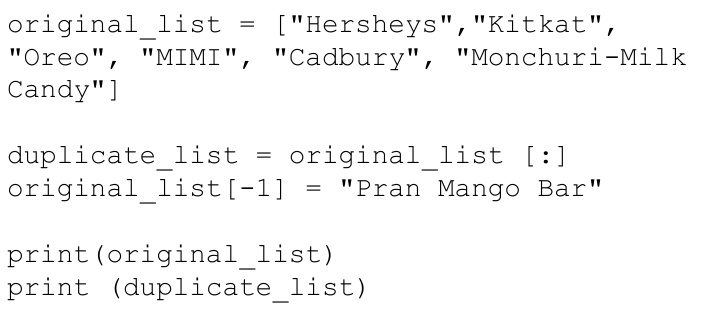 original_list = ["Hersheys","Kitkat",
"Oreo", "MIMI", "Cadbury", "Monchuri-Milk
Candy"]
duplicate_list = original_list [:]
original_list[-1] = "Pran Mango Bar"
print(original_list)
print (duplicate_list)